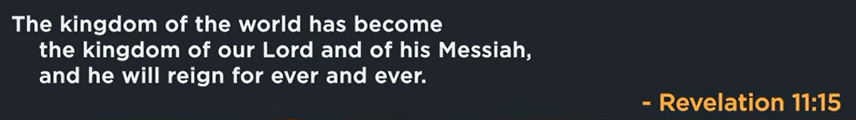 The kingdom of the world has become
the kingdom of our Lord and of his Messiah,
and he will reign for ever and ever.
- Revelation 11:15